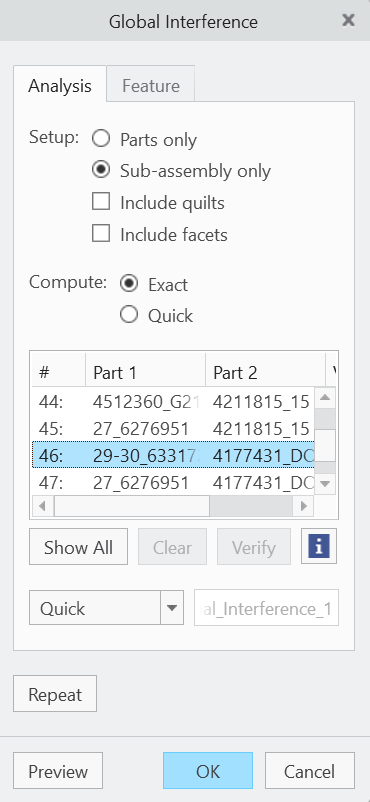 Global Interference
Analysis Feature
Setup: Parts only
Sub-assembly only
Include quilts
Include facets
Compute: Exact
Quick
# Part 1 Part 2
44: 4512360_G21 4211815_15
45: 27_6276951 4211815_15
46: 29-30_63317 4177431_DC
47: 27_6276951 4177431_DC
Show All Clear Verify i
Quick al_Interference_1
Repeat
Preview OK Cancel